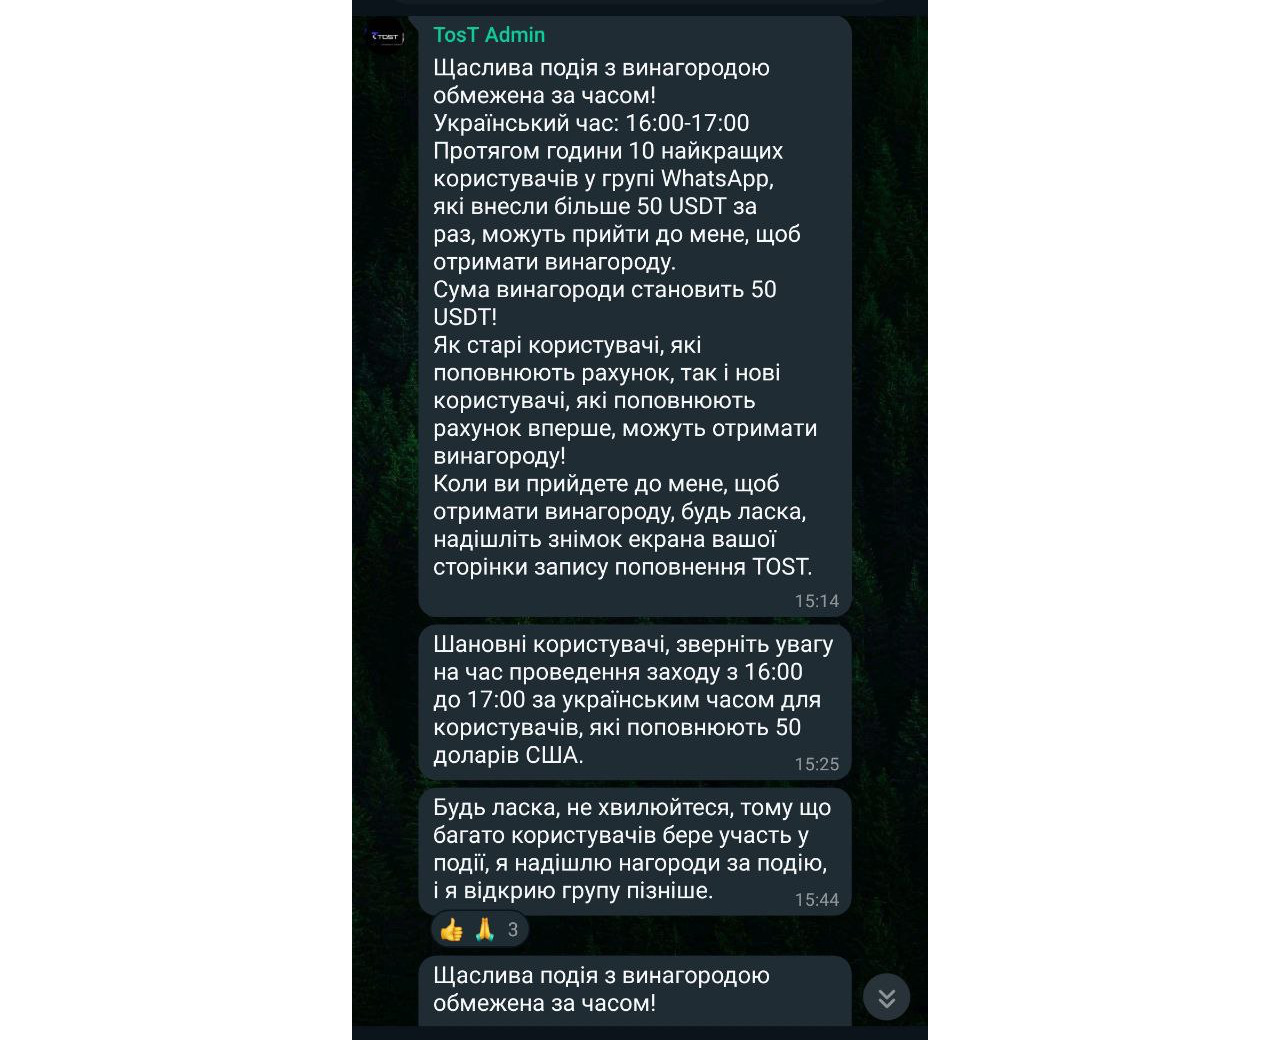 TOST
TosT Admin
Щаслива подія з винагородою
обмежена за часом!
Український час: 16:00-17:00
Протягом години 10 найкращих
користувачів у групі WhatsApp,
які внесли більше 50 USDT за
раз, можуть прийти до мене, щоб
отримати винагороду.
Сума винагороди становить 50
USDT!
Як старі користувачі, які
поповнюють рахунок, так і нові
користувачі, які поповнюють
рахунок вперше, можуть отримати
винагороду!
Коли ви прийдете до мене, щоб
отримати винагороду, будь ласка,
надішліть знімок екрана вашої
сторінки запису поповнення TOST.
15:14
Шановні користувачі, зверніть увагу
на час проведення заходу з 16:00
до 17:00 за українським часом для
користувачів, які поповнюють 50
доларів США.
15:25
Будь ласка, не хвилюйтеся, тому що
багато користувачів бере участь у
події, я надішлю нагороди за подію,
і я відкрию групу пізніше.
15:44
👍 🙏 3
Щаслива подія з винагородою
обмежена за часом!